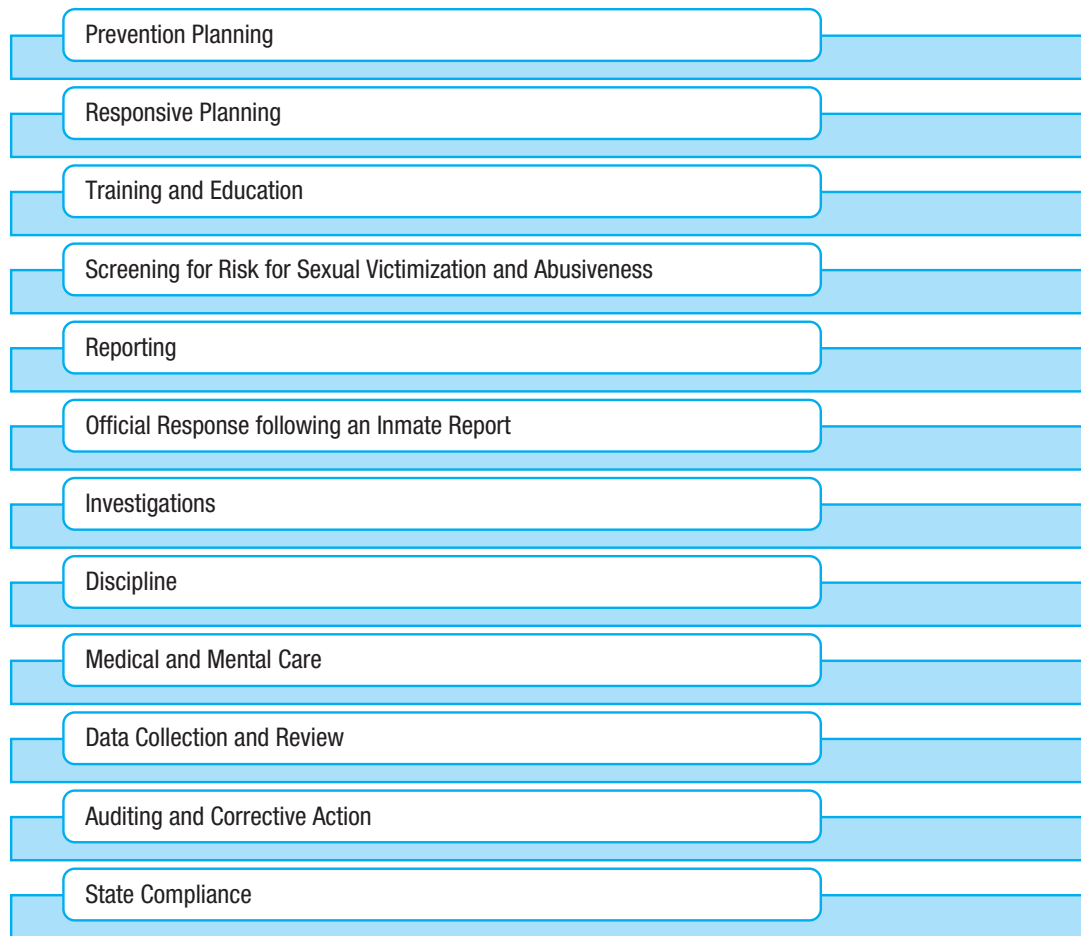 Prevention Planning
Responsive Planning
Training and Education
Screening for Risk for Sexual Victimization and Abusiveness
Reporting
Official Response following an Inmate Report
Investigations
Discipline
Medical and Mental Care
Data Collection and Review
Auditing and Corrective Action
State Compliance